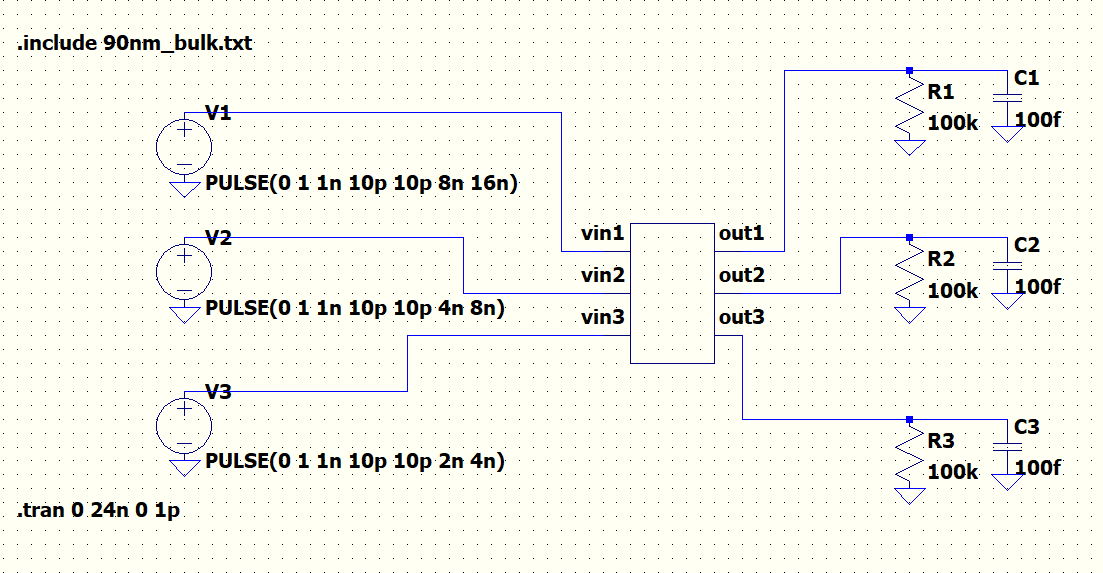 .include 90nm_bulk.txt
V1
PULSE(0 1 1n 10p 10p 8n 16n)
V2
PULSE(0 1 1n 10p 10p 4n 8n)
V3
PULSE(0 1 1n 10p 10p 2n 4n)
.tran 0 24n 0 1p
vin1
vin2
vin3
out1
out2
out3
R1
100k
C1
100f
R2
100k
C2
100f
R3
100k
C3
100f